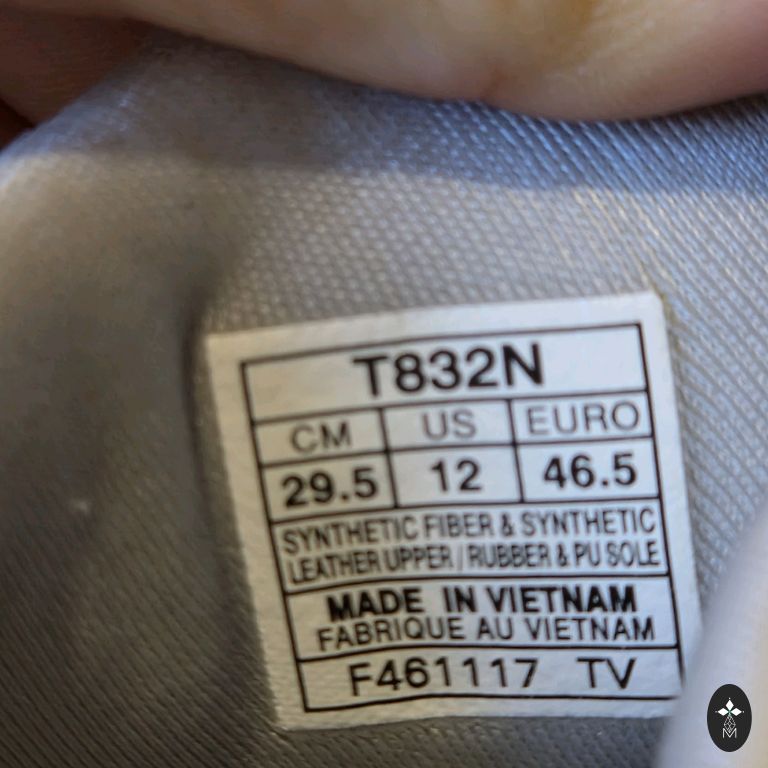 T832N
CM US EURO
29.5 12 46.5
SYNTHETIC FIBER & SYNTHETIC
LEATHER UPPER / RUBBER & PU SOLE
MADE IN VIETNAM
FABRIQUE AU VIETNAM
F461117 TV
M